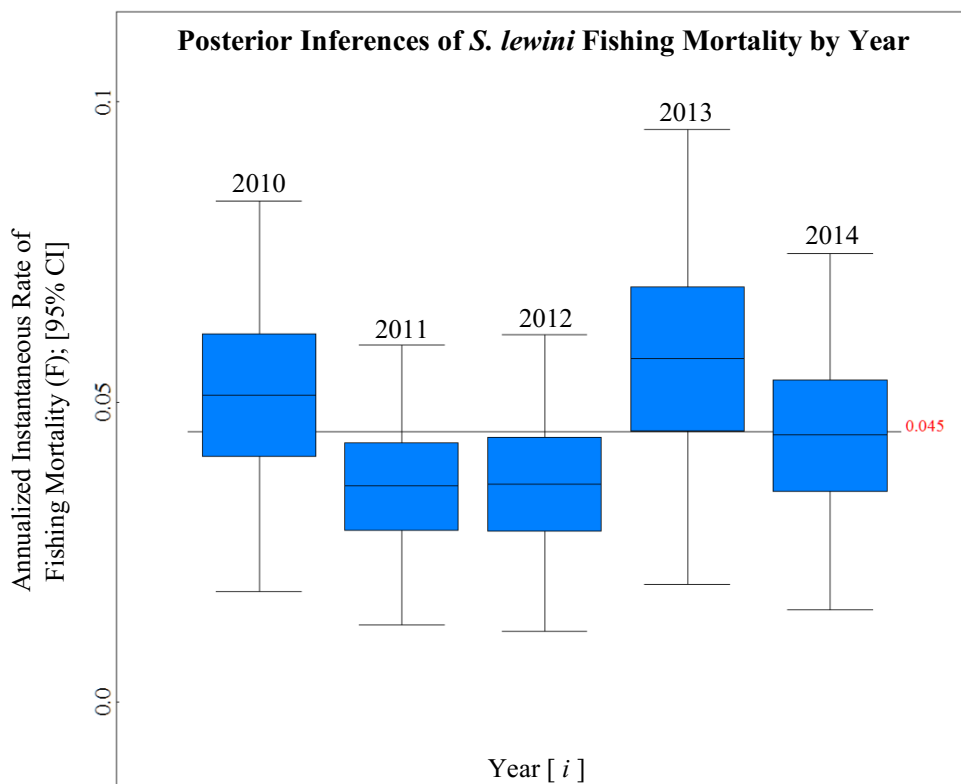 Posterior Inferences of S. lewini Fishing Mortality by Year
Annualized Instantaneous Rate of
Fishing Mortality (F); [95% CI]
0.1
0.05
0.0
2010
2011
2012
2013
2014
0.045
Year [ i ]